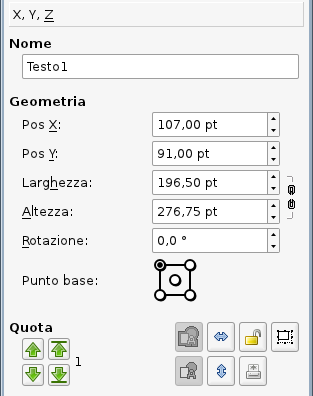 X, Y, Z
Nome
Testo1
Geometria
Pos X: 107,00 pt
Pos Y: 91,00 pt
Larghezza: 196,50 pt
Altezza: 276,75 pt
Rotazione: 0,0 °
Punto base:
Quota
1